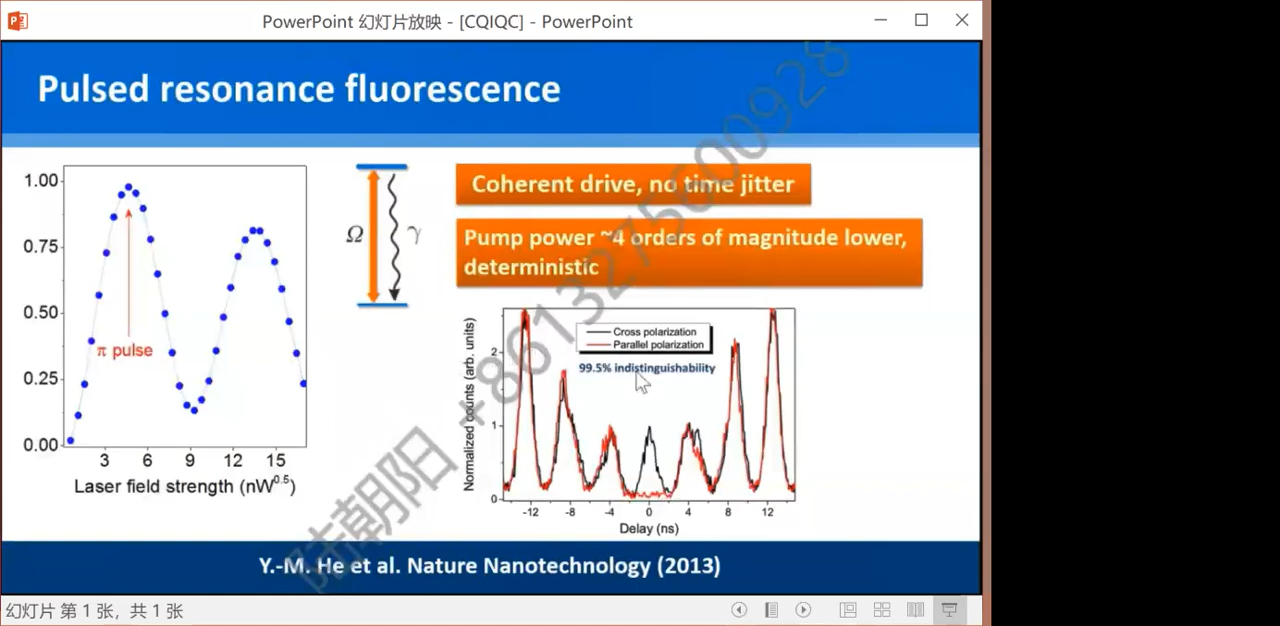 PowerPoint 幻灯片放映 - [CQIQC] - PowerPoint
Pulsed resonance fluorescence
1.00
0.75
0.50
0.25
0.00
π pulse
3 6 9 12 15
Laser field strength (nW^0.5)
Ω
γ
Coherent drive, no time jitter
Pump power ~4 orders of magnitude lower,
deterministic
Normalized counts (arb. units)
2
1
0
Cross polarization
Parallel polarization
99.5% indistinguishability
-12 -8 -4 0 4 8 12
Delay (ns)
陆朝阳 +8613275600928
Y.-M. He et al. Nature Nanotechnology (2013)
幻灯片 第 1 张，共 1 张